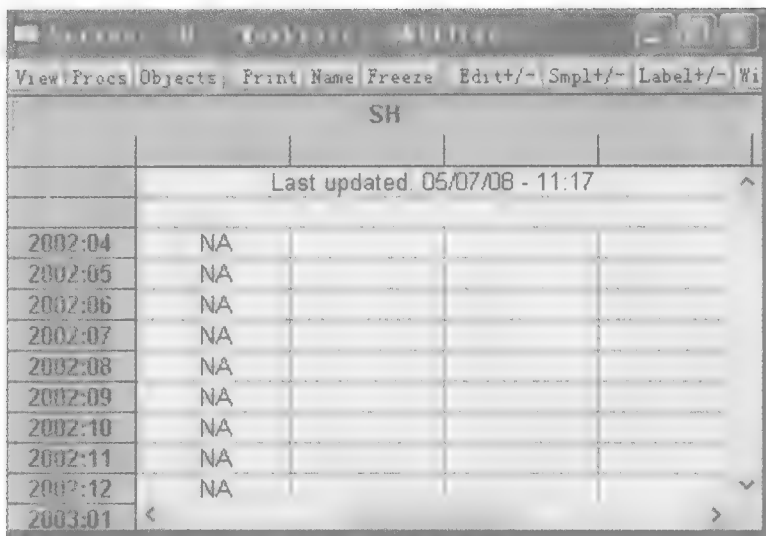 View Procs Objects Print Name Freeze Edit+/- Smpl+/- Label+/- Wi
SH
Last updated. 05/07/08 - 11:17
2002:04 NA
2002:05 NA
2002:06 NA
2002:07 NA
2002:08 NA
2002:09 NA
2002:10 NA
2002:11 NA
2002:12 NA
2003:01